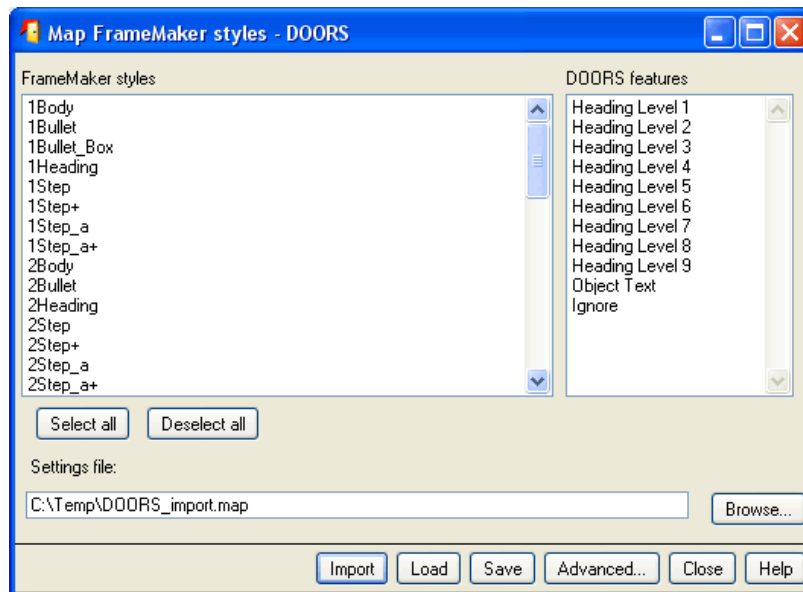 Map FrameMaker styles - DOORS
FrameMaker styles
1Body
1Bullet
1Bullet_Box
1Heading
1Step
1Step+
1Step_a
1Step_a+
2Body
2Bullet
2Heading
2Step
2Step+
2Step_a
2Step_a+
DOORS features
Heading Level 1
Heading Level 2
Heading Level 3
Heading Level 4
Heading Level 5
Heading Level 6
Heading Level 7
Heading Level 8
Heading Level 9
Object Text
Ignore
Select all Deselect all
Settings file:
C:\Temp\DOORS_import.map Browse...
Import Load Save Advanced... Close Help